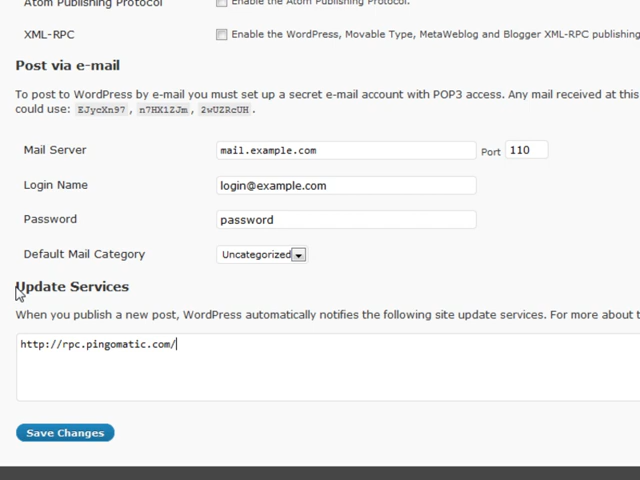 Atom Publishing Protocol Enable the Atom Publishing Protocol.
XML-RPC Enable the WordPress, Movable Type, MetaWeblog and Blogger XML-RPC publishing
Post via e-mail
To post to WordPress by e-mail you must set up a secret e-mail account with POP3 access. Any mail received at this
could use: EJycXn97 , n7HX1ZJm , 2wUZRcUH .
Mail Server mail.example.com Port 110
Login Name login@example.com
Password password
Default Mail Category Uncategorized
Update Services
When you publish a new post, WordPress automatically notifies the following site update services. For more about t
http://rpc.pingomatic.com/
Save Changes